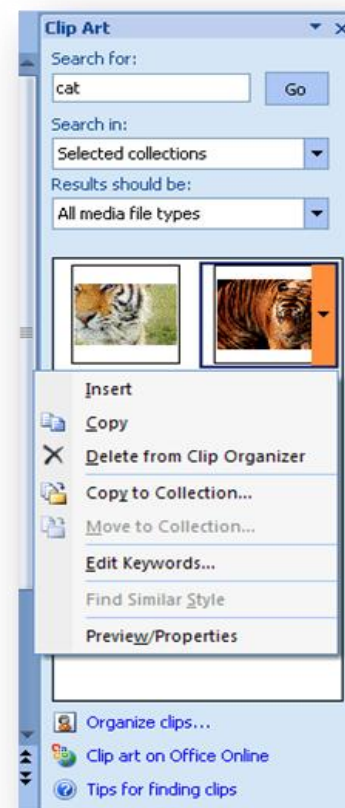 Clip Art
Search for:
cat
Go
Search in:
Selected collections
Results should be:
All media file types
Insert
Copy
Delete from Clip Organizer
Copy to Collection...
Move to Collection...
Edit Keywords...
Find Similar Style
Preview/Properties
Organize clips...
Clip art on Office Online
Tips for finding clips